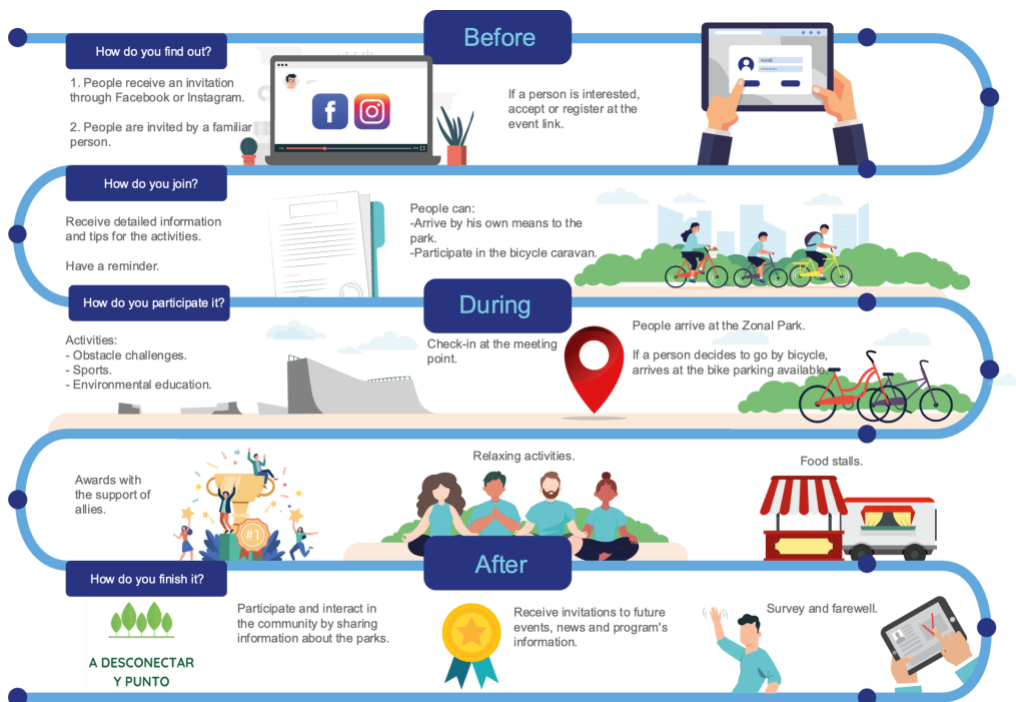 Before
How do you find out?
1. People receive an invitation
through Facebook or Instagram.
2. People are invited by a familiar
person.
If a person is interested,
accept or register at the
event link.
How do you join?
Receive detailed information
and tips for the activities.
Have a reminder.
People can:
-Arrive by his own means to the
park.
-Participate in the bicycle caravan.
How do you participate it?
During
Activities:
- Obstacle challenges.
- Sports.
- Environmental education.
Check-in at the meeting
point.
People arrive at the Zonal Park.
If a person decides to go by bicycle,
arrives at the bike parking available.
Awards with
the support of
allies.
#1
Relaxing activities.
Food stalls.
After
How do you finish it?
A DESCONECTAR
Y PUNTO
Participate and interact in
the community by sharing
information about the parks.
Receive invitations to future
events, news and program's
information.
Survey and farewell.